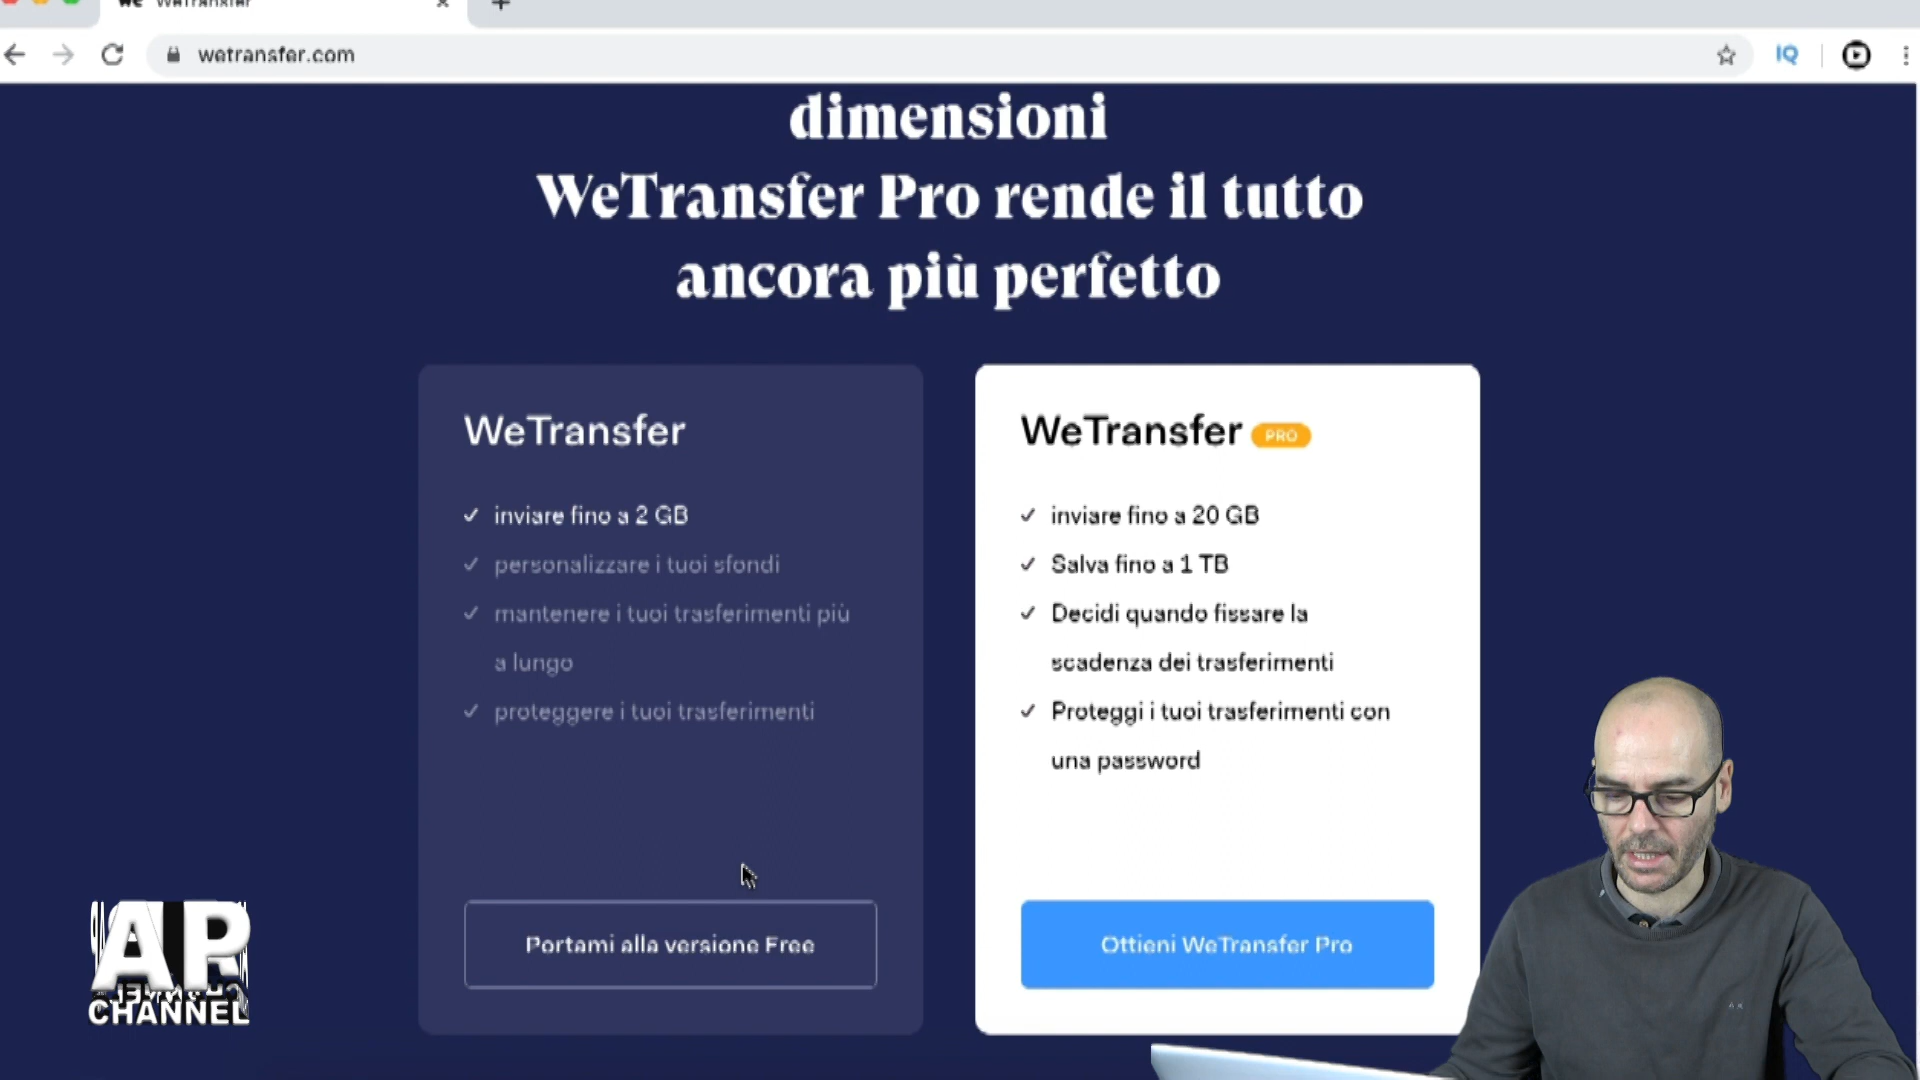 We WeTransfer
wetransfer.com
IQ
dimensioni
WeTransfer Pro rende il tutto
ancora più perfetto
WeTransfer
inviare fino a 2 GB
personalizzare i tuoi sfondi
mantenere i tuoi trasferimenti più
a lungo
proteggere i tuoi trasferimenti
Portami alla versione Free
WeTransfer PRO
inviare fino a 20 GB
Salva fino a 1 TB
Decidi quando fissare la
scadenza dei trasferimenti
Proteggi i tuoi trasferimenti con
una password
Ottieni WeTransfer Pro
AP
CHANNEL